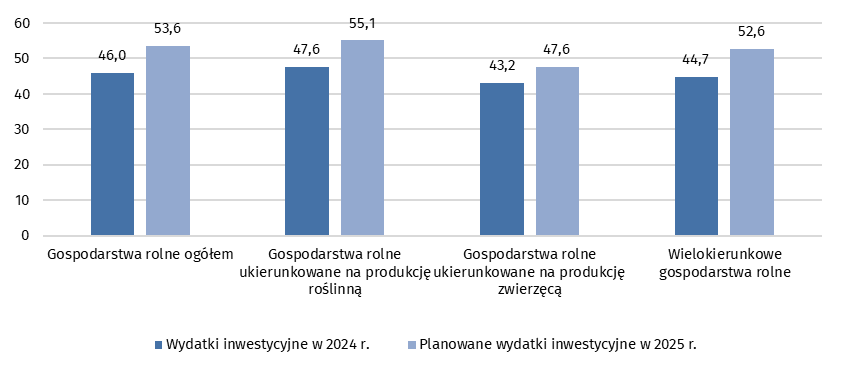 60
50
40
30
20
10
0
46,0
53,6
47,6
55,1
43,2
47,6
44,7
52,6
Gospodarstwa rolne ogółem
Gospodarstwa rolne
ukierunkowane na produkcję
roślinną
Gospodarstwa rolne
ukierunkowane na produkcję
zwierzęcą
Wielokierunkowe
gospodarstwa rolne
Wydatki inwestycyjne w 2024 r.
Planowane wydatki inwestycyjne w 2025 r.